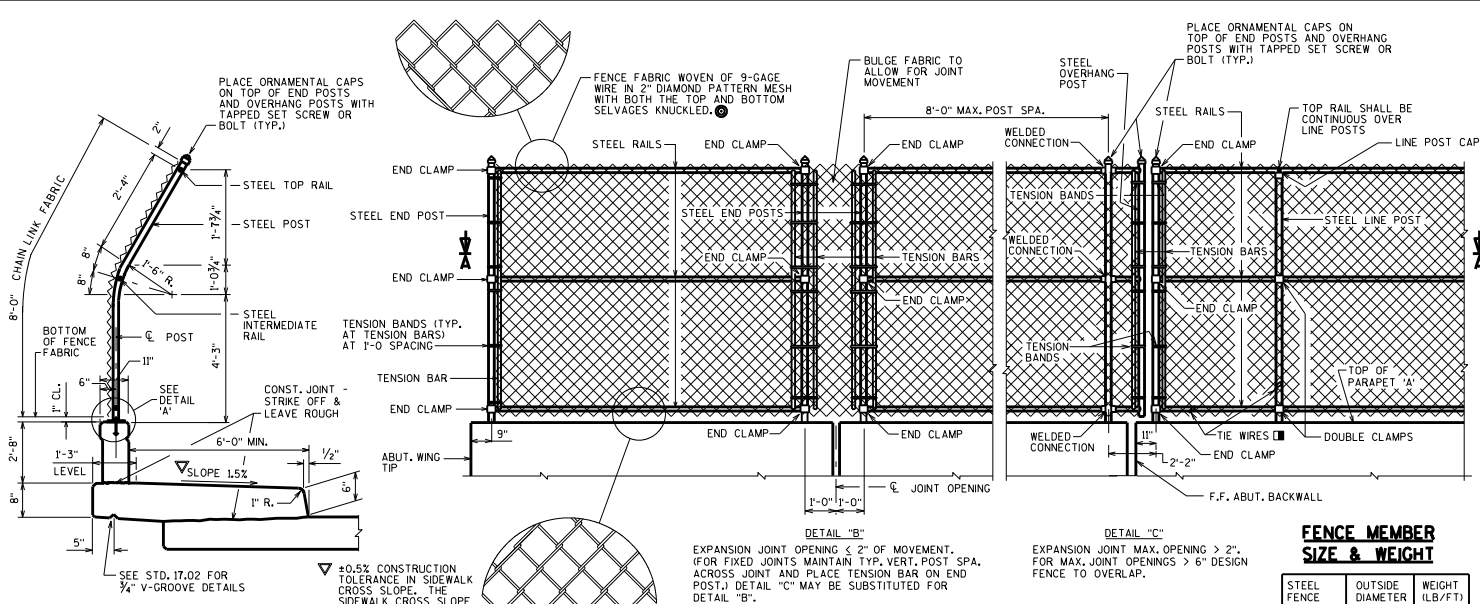 PLACE ORNAMENTAL CAPS
ON TOP OF END POSTS
AND OVERHANG POSTS WITH
TAPPED SET SCREW OR
BOLT (TYP.)
2"
2'-4"
8"
8"
CHAIN LINK FABRIC
8'-0"
1'-6" R.
STEEL TOP RAIL
STEEL POST
1'-7¾"
1'-0¾"
4'-3"
STEEL
INTERMEDIATE
RAIL
℄ POST
BOTTOM
OF FENCE
FABRIC
11"
6"
1" CL.
SEE
DETAIL
'A'
CONST. JOINT -
STRIKE OFF &
LEAVE ROUGH
6'-0" MIN.
½"
2'-8"
1'-3"
LEVEL
▽ SLOPE 1.5%
8"
1" R.
6"
5"
SEE STD. 17.02 FOR
¾" V-GROOVE DETAILS
▽ ±0.5% CONSTRUCTION
TOLERANCE IN SIDEWALK
CROSS SLOPE. THE
SIDEWALK CROSS SLOPE
FENCE FABRIC WOVEN OF 9-GAGE
WIRE IN 2" DIAMOND PATTERN MESH
WITH BOTH THE TOP AND BOTTOM
SELVAGES KNUCKLED.
BULGE FABRIC TO
ALLOW FOR JOINT
MOVEMENT
STEEL
OVERHANG
POST
PLACE ORNAMENTAL CAPS ON
TOP OF END POSTS AND OVERHANG
POSTS WITH TAPPED SET SCREW OR
BOLT (TYP.)
8'-0" MAX. POST SPA.
STEEL RAILS
END CLAMP
END CLAMP
WELDED
CONNECTION
STEEL RAILS
TOP RAIL SHALL BE
CONTINUOUS OVER
LINE POSTS
END CLAMP
LINE POST CAP
END CLAMP
STEEL END POST
STEEL END POSTS
TENSION BANDS
STEEL LINE POST
A
WELDED
CONNECTION
END CLAMP
END CLAMP
TENSION BARS
TENSION BARS
A
END CLAMP
END CLAMP
TENSION BANDS (TYP.
AT TENSION BARS)
AT 1'-0 SPACING
TENSION
BANDS
TENSION BAR
TOP OF
PARAPET 'A'
END CLAMP
END CLAMP
END CLAMP
WELDED
CONNECTION
11"
TIE WIRES
DOUBLE CLAMPS
END CLAMP
9"
ABUT. WING
TIP
2'-2"
℄ JOINT OPENING
1'-0"
1'-0"
F.F. ABUT. BACKWALL
DETAIL "B"
EXPANSION JOINT OPENING ≤ 2" OF MOVEMENT.
(FOR FIXED JOINTS MAINTAIN TYP. VERT. POST SPA.
ACROSS JOINT AND PLACE TENSION BAR ON END
POST.) DETAIL "C" MAY BE SUBSTITUTED FOR
DETAIL "B".
DETAIL "C"
EXPANSION JOINT MAX. OPENING > 2".
FOR MAX. JOINT OPENINGS > 6" DESIGN
FENCE TO OVERLAP.
FENCE MEMBER
SIZE & WEIGHT
STEEL
FENCE
OUTSIDE
DIAMETER
WEIGHT
(LB/FT)